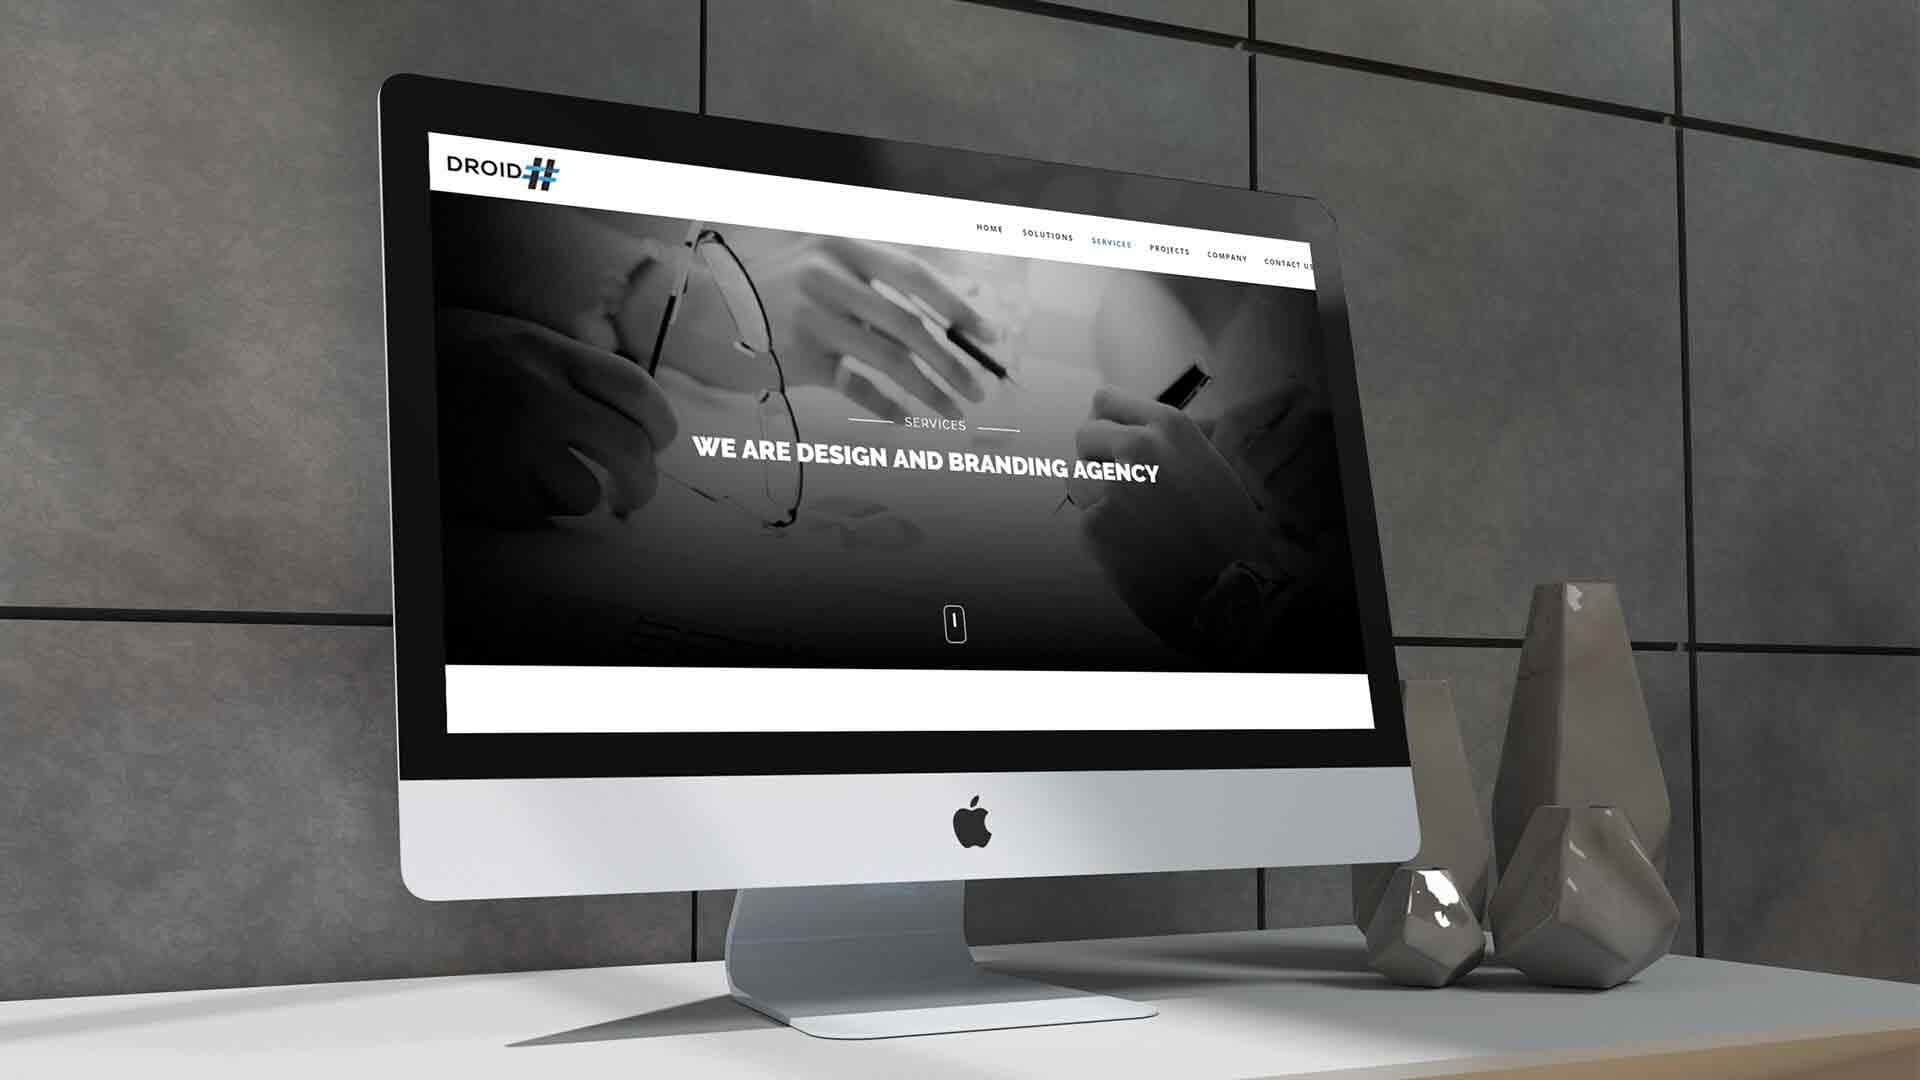 DROID#
HOME SOLUTIONS SERVICES PROJECTS COMPANY CONTACT US
SERVICES
WE ARE DESIGN AND BRANDING AGENCY